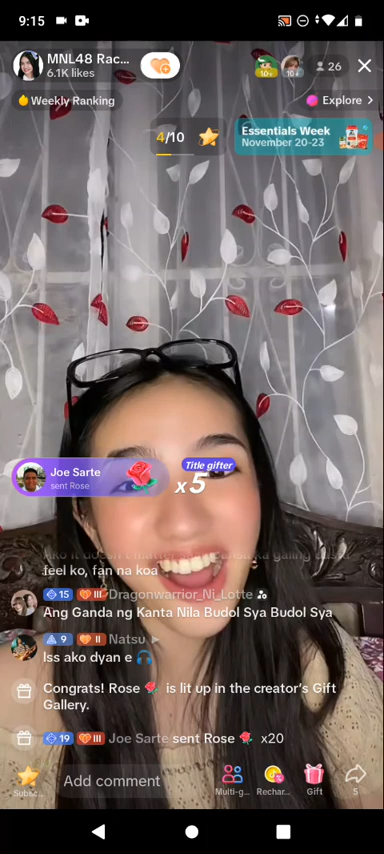 9:15
MNL48 Rac...
6.1K likes
10+
10+
26
Weekly Ranking
Explore >
4/10
Essentials Week
November 20-23
Title gifter
Joe Sarte
sent Rose
x5
feel ko, fan na koa
15 III Dragonwarrior_Ni_Lotte
Ang Ganda ng Kanta Nila Budol Sya Budol Sya
9 II Natsu
Iss ako dyan e 🎧
Congrats! Rose 🌹 is lit up in the creator's Gift
Gallery.
19 III Joe Sarte sent Rose 🌹 x20
Add comment
Subsc...
Multi-g...
Rechar...
Gift
5